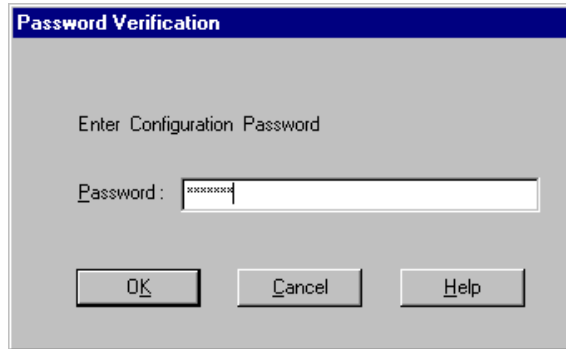 Password Verification
Enter Configuration Password
Password : *******
OK Cancel Help